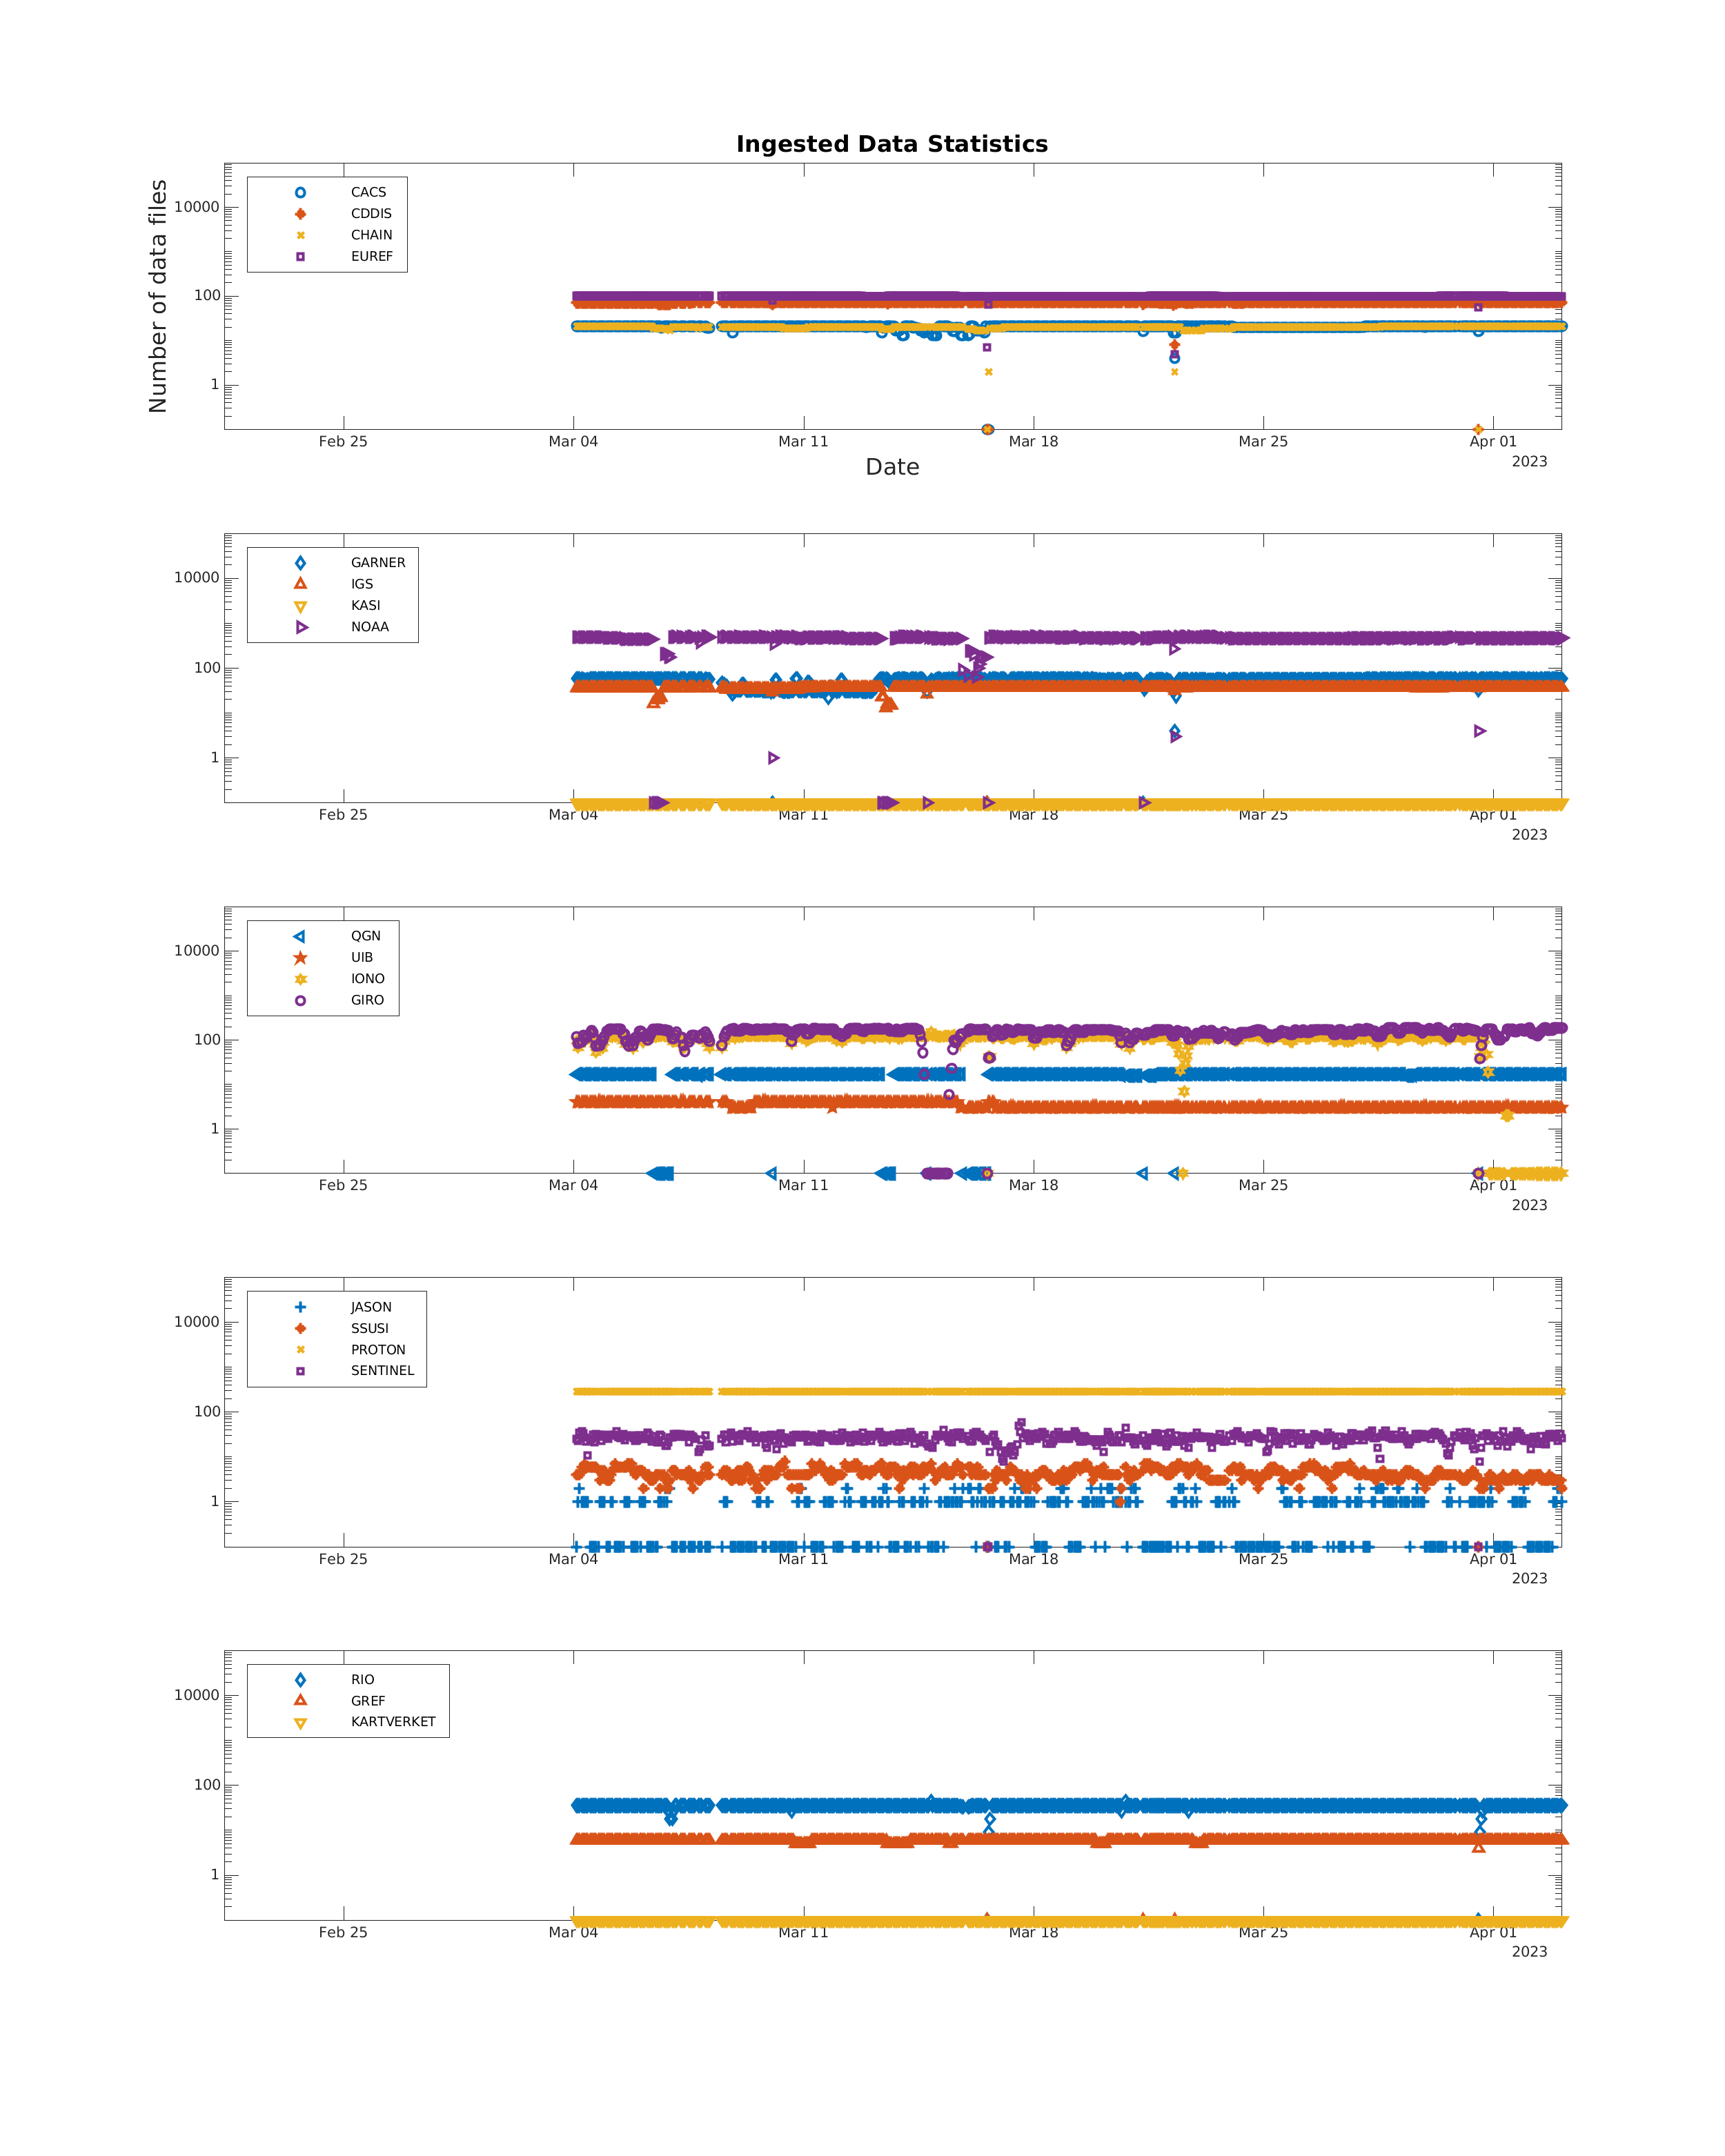 Ingested Data Statistics
Number of data files
10000
100
1
CACS
CDDIS
CHAIN
EUREF
Feb 25
Mar 04
Mar 11
Mar 18
Mar 25
Apr 01
2023
Date
10000
100
1
GARNER
IGS
KASI
NOAA
Feb 25
Mar 04
Mar 11
Mar 18
Mar 25
Apr 01
2023
10000
100
1
QGN
UIB
IONO
GIRO
Feb 25
Mar 04
Mar 11
Mar 18
Mar 25
Apr 01
2023
10000
100
1
JASON
SSUSI
PROTON
SENTINEL
Feb 25
Mar 04
Mar 11
Mar 18
Mar 25
Apr 01
2023
10000
100
1
RIO
GREF
KARTVERKET
Feb 25
Mar 04
Mar 11
Mar 18
Mar 25
Apr 01
2023